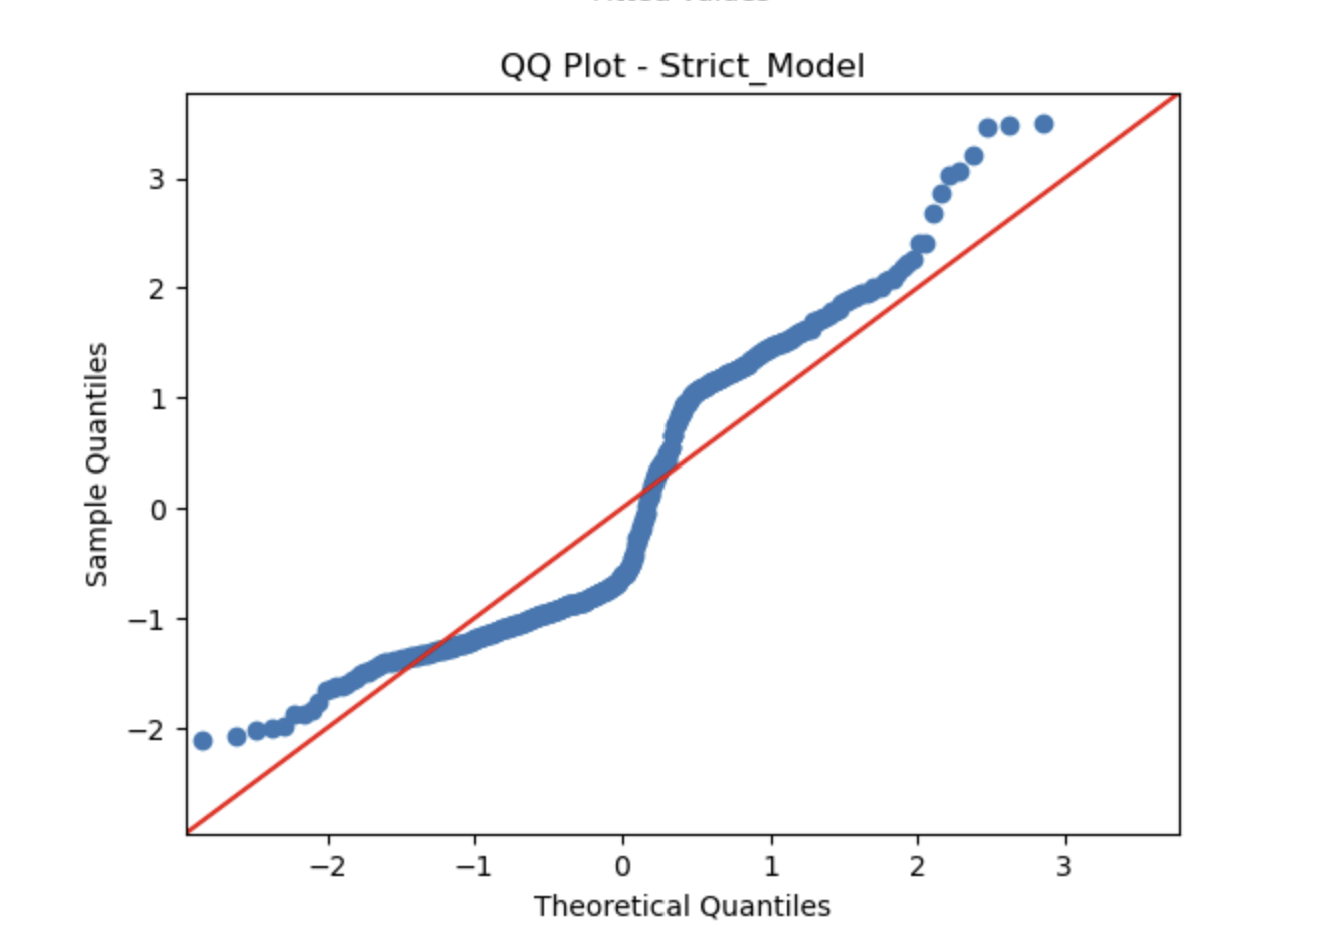 QQ Plot - Strict_Model
3
2
1
0
−1
−2
Sample Quantiles
−2 −1 0 1 2 3
Theoretical Quantiles